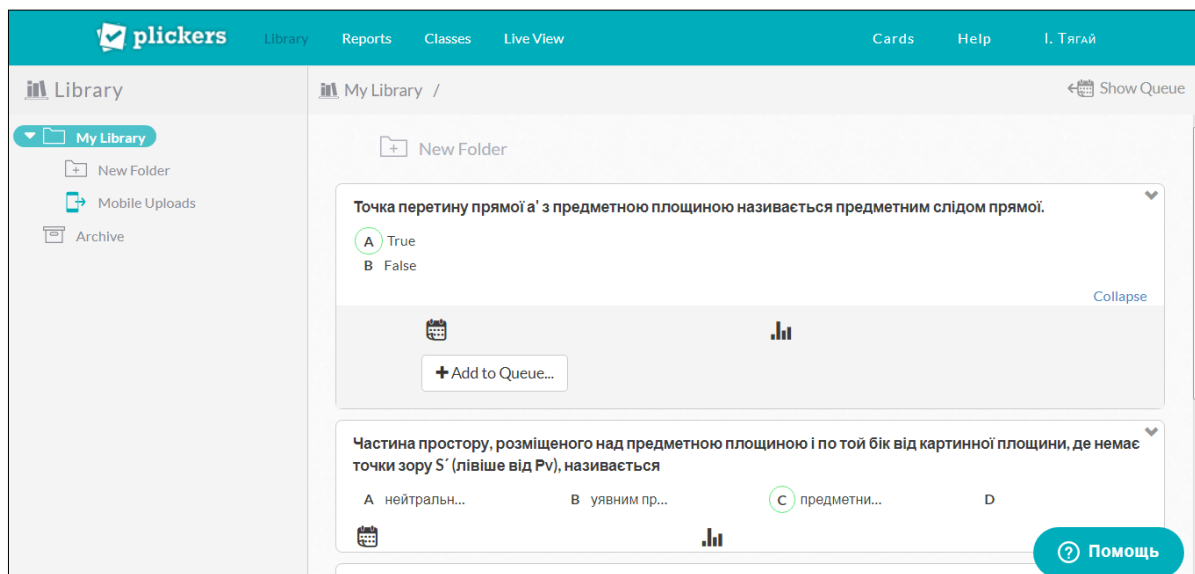 plickers Library Reports Classes Live View Cards Help І. Тягай
Library
My Library /
Show Queue
My Library
New Folder
Mobile Uploads
Archive
New Folder
Точка перетину прямої а' з предметною площиною називається предметним слідом прямої.
A True
B False
Collapse
+ Add to Queue...
Частина простору, розміщеного над предметною площиною і по той бік від картинної площини, де немає
точки зору S´ (лівіше від Pv), називається
A нейтральн... B уявним пр... C предметни... D
Помощь